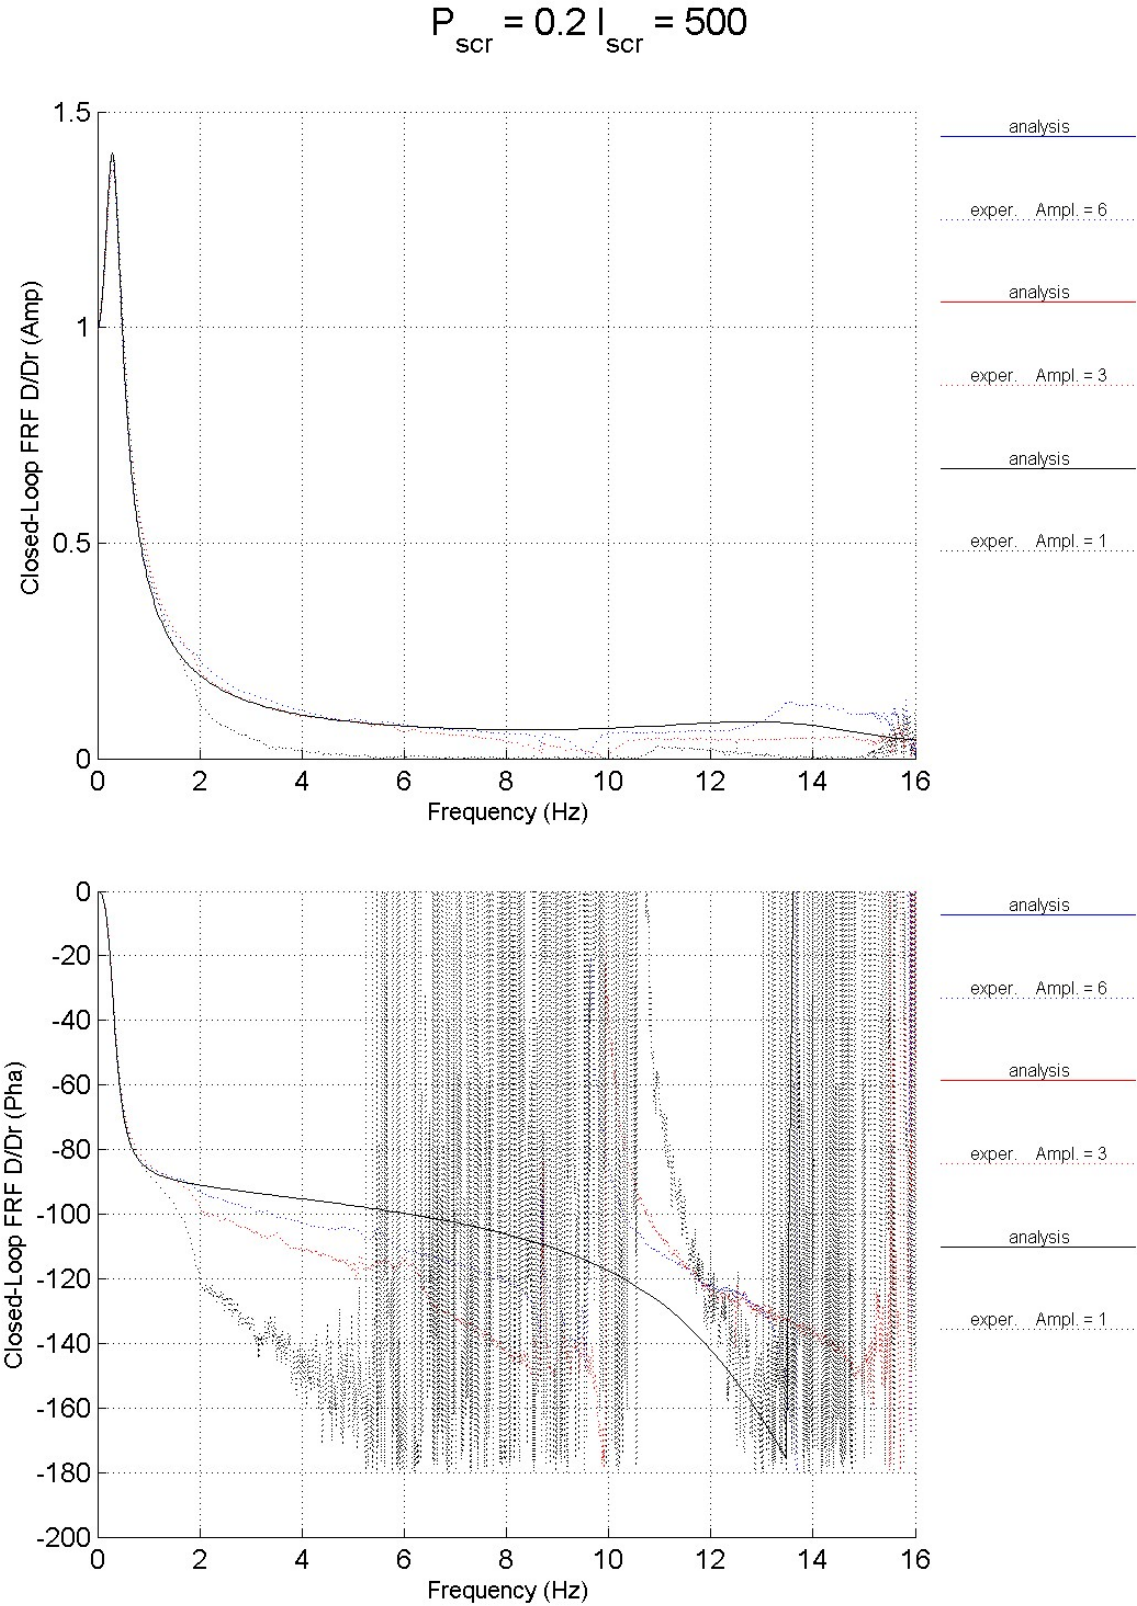 P_scr = 0.2 I_scr = 500
1.5
1
0.5
0
0 2 4 6 8 10 12 14 16
Closed-Loop FRF D/Dr (Amp)
Frequency (Hz)
analysis
exper. Ampl. = 6
analysis
exper. Ampl. = 3
analysis
exper. Ampl. = 1
0
-20
-40
-60
-80
-100
-120
-140
-160
-180
-200
0 2 4 6 8 10 12 14 16
Closed-Loop FRF D/Dr (Pha)
Frequency (Hz)
analysis
exper. Ampl. = 6
analysis
exper. Ampl. = 3
analysis
exper. Ampl. = 1